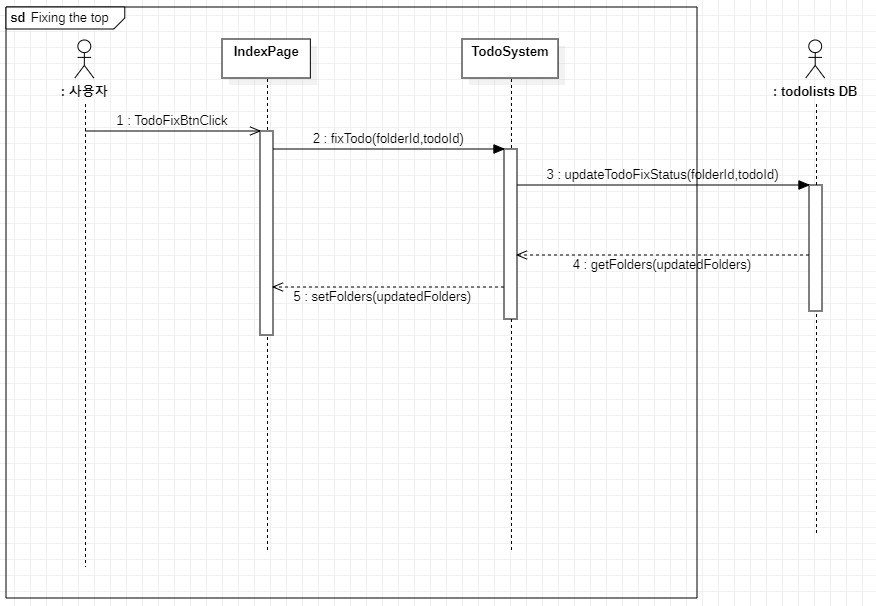 sd Fixing the top
IndexPage
TodoSystem
: 사용자
: todolists DB
1 : TodoFixBtnClick
2 : fixTodo(folderId,todoId)
3 : updateTodoFixStatus(folderId,todoId)
4 : getFolders(updatedFolders)
5 : setFolders(updatedFolders)